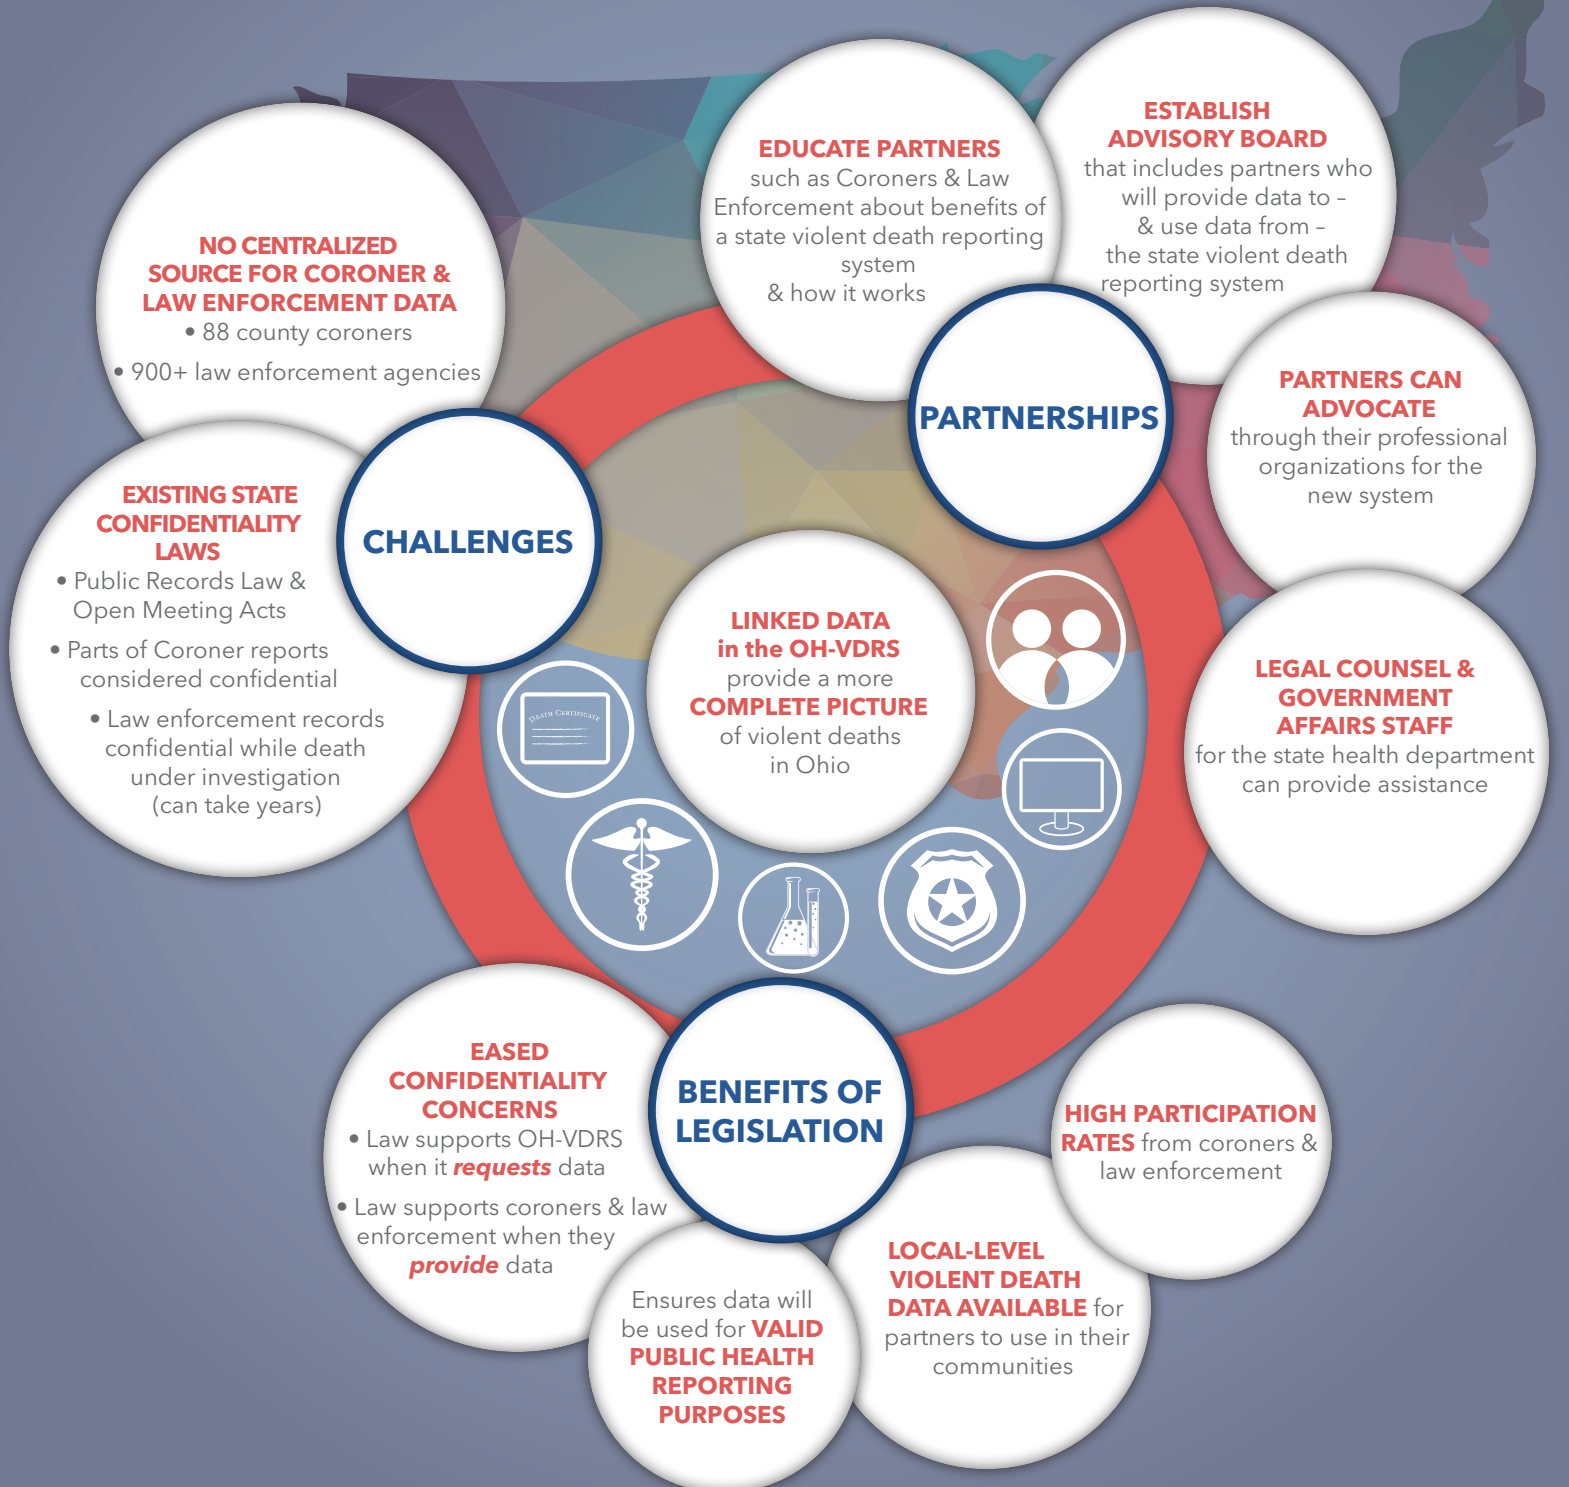 NO CENTRALIZED
SOURCE FOR CORONER &
LAW ENFORCEMENT DATA
• 88 county coroners
• 900+ law enforcement agencies
EXISTING STATE
CONFIDENTIALITY
LAWS
• Public Records Law &
Open Meeting Acts
• Parts of Coroner reports
considered confidential
• Law enforcement records
confidential while death
under investigation
(can take years)
CHALLENGES
EDUCATE PARTNERS
such as Coroners & Law
Enforcement about benefits of
a state violent death reporting
system
& how it works
ESTABLISH
ADVISORY BOARD
that includes partners who
will provide data to –
& use data from –
the state violent death
reporting system
PARTNERSHIPS
PARTNERS CAN
ADVOCATE
through their professional
organizations for the
new system
LEGAL COUNSEL &
GOVERNMENT
AFFAIRS STAFF
for the state health department
can provide assistance
LINKED DATA
in the OH-VDRS
provide a more
COMPLETE PICTURE
of violent deaths
in Ohio
DEATH CERTIFICATE
EASED
CONFIDENTIALITY
CONCERNS
• Law supports OH-VDRS
when it requests data
• Law supports coroners & law
enforcement when they
provide data
BENEFITS OF
LEGISLATION
Ensures data will
be used for VALID
PUBLIC HEALTH
REPORTING
PURPOSES
LOCAL-LEVEL
VIOLENT DEATH
DATA AVAILABLE for
partners to use in their
communities
HIGH PARTICIPATION
RATES from coroners &
law enforcement